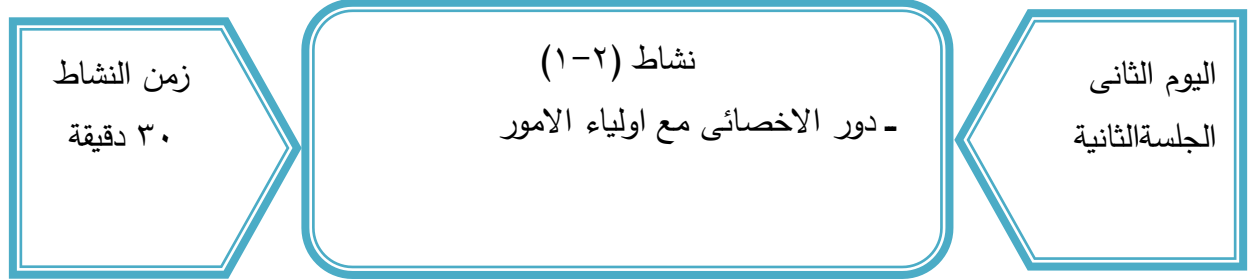 اليوم الثانى
الجلسةالثانية
نشاط (٢-١)
- دور الاخصائى مع اولياء الامور
زمن النشاط
٣٠ دقيقة